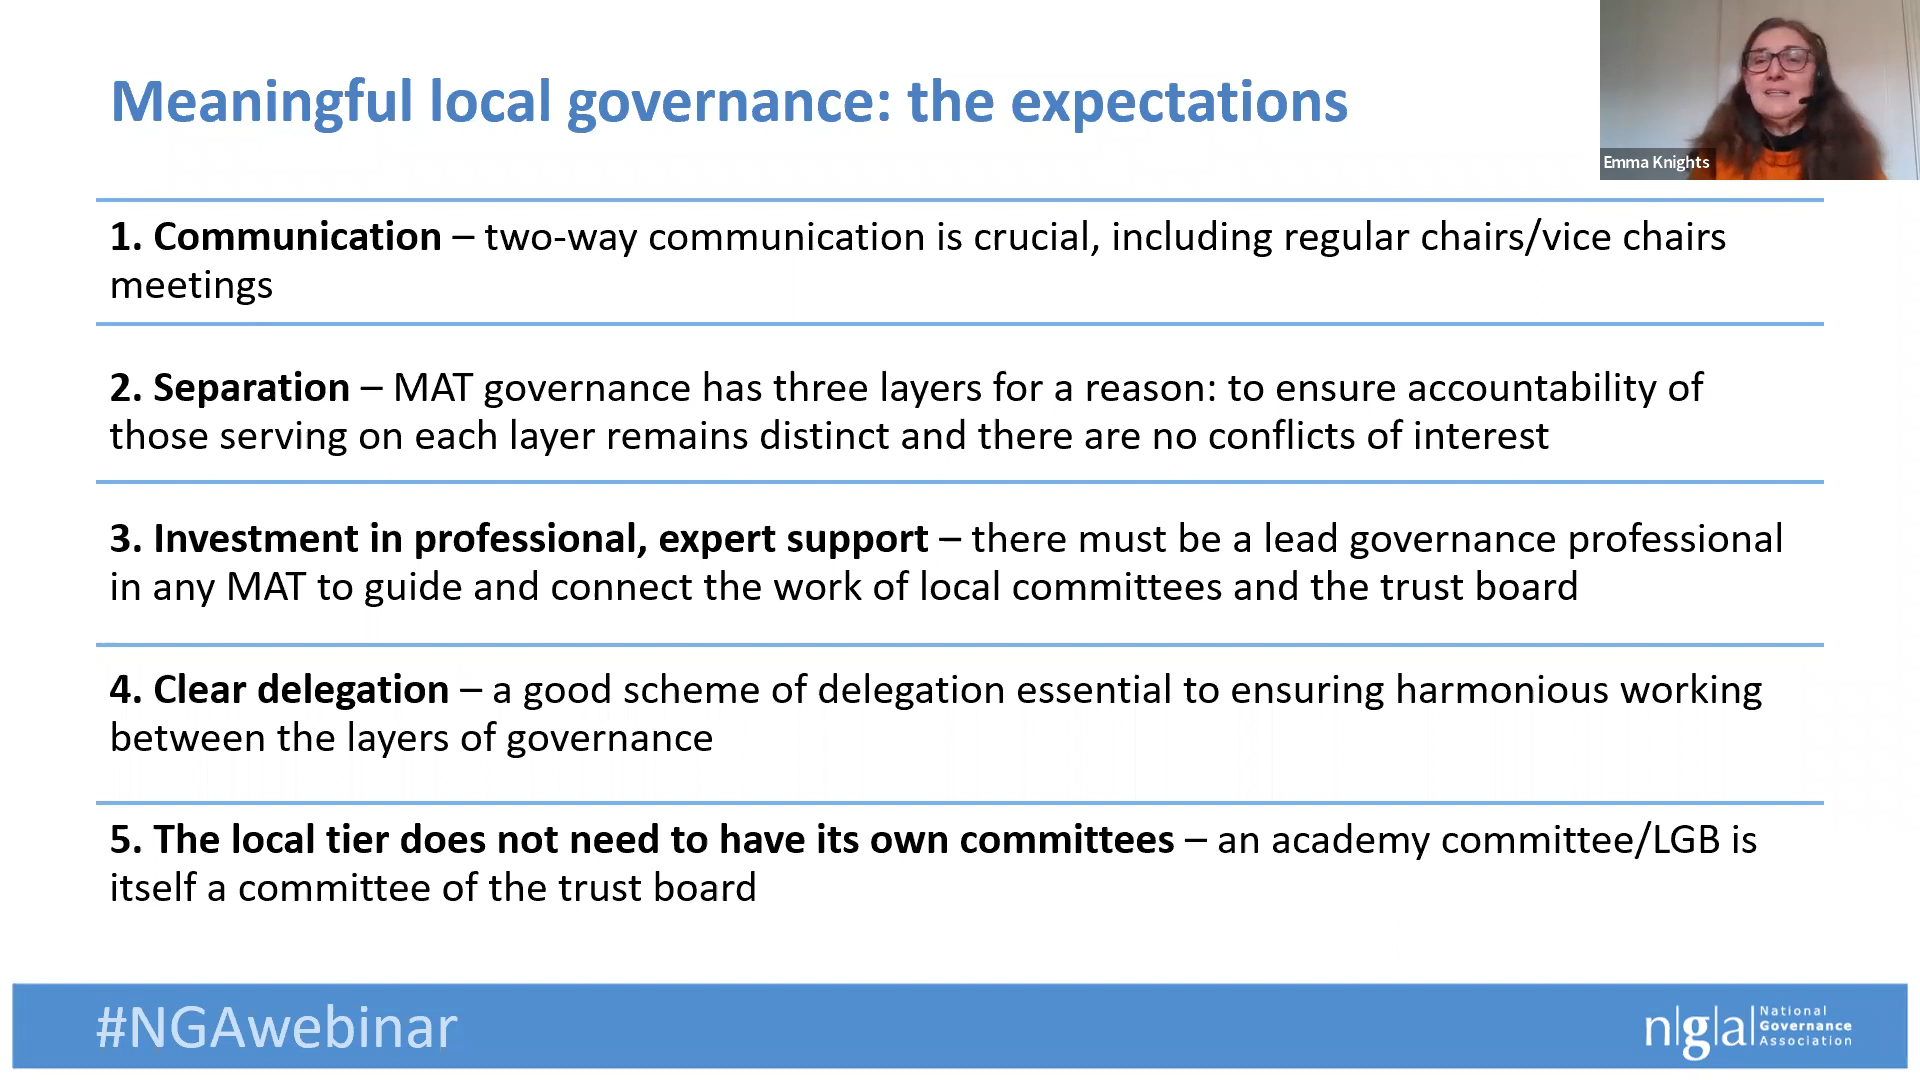 Meaningful local governance: the expectations
Emma Knights
1. Communication – two-way communication is crucial, including regular chairs/vice chairs
meetings
2. Separation – MAT governance has three layers for a reason: to ensure accountability of
those serving on each layer remains distinct and there are no conflicts of interest
3. Investment in professional, expert support – there must be a lead governance professional
in any MAT to guide and connect the work of local committees and the trust board
4. Clear delegation – a good scheme of delegation essential to ensuring harmonious working
between the layers of governance
5. The local tier does not need to have its own committees – an academy committee/LGB is
itself a committee of the trust board
#NGAwebinar
n|g|a|
National
Governance
Association